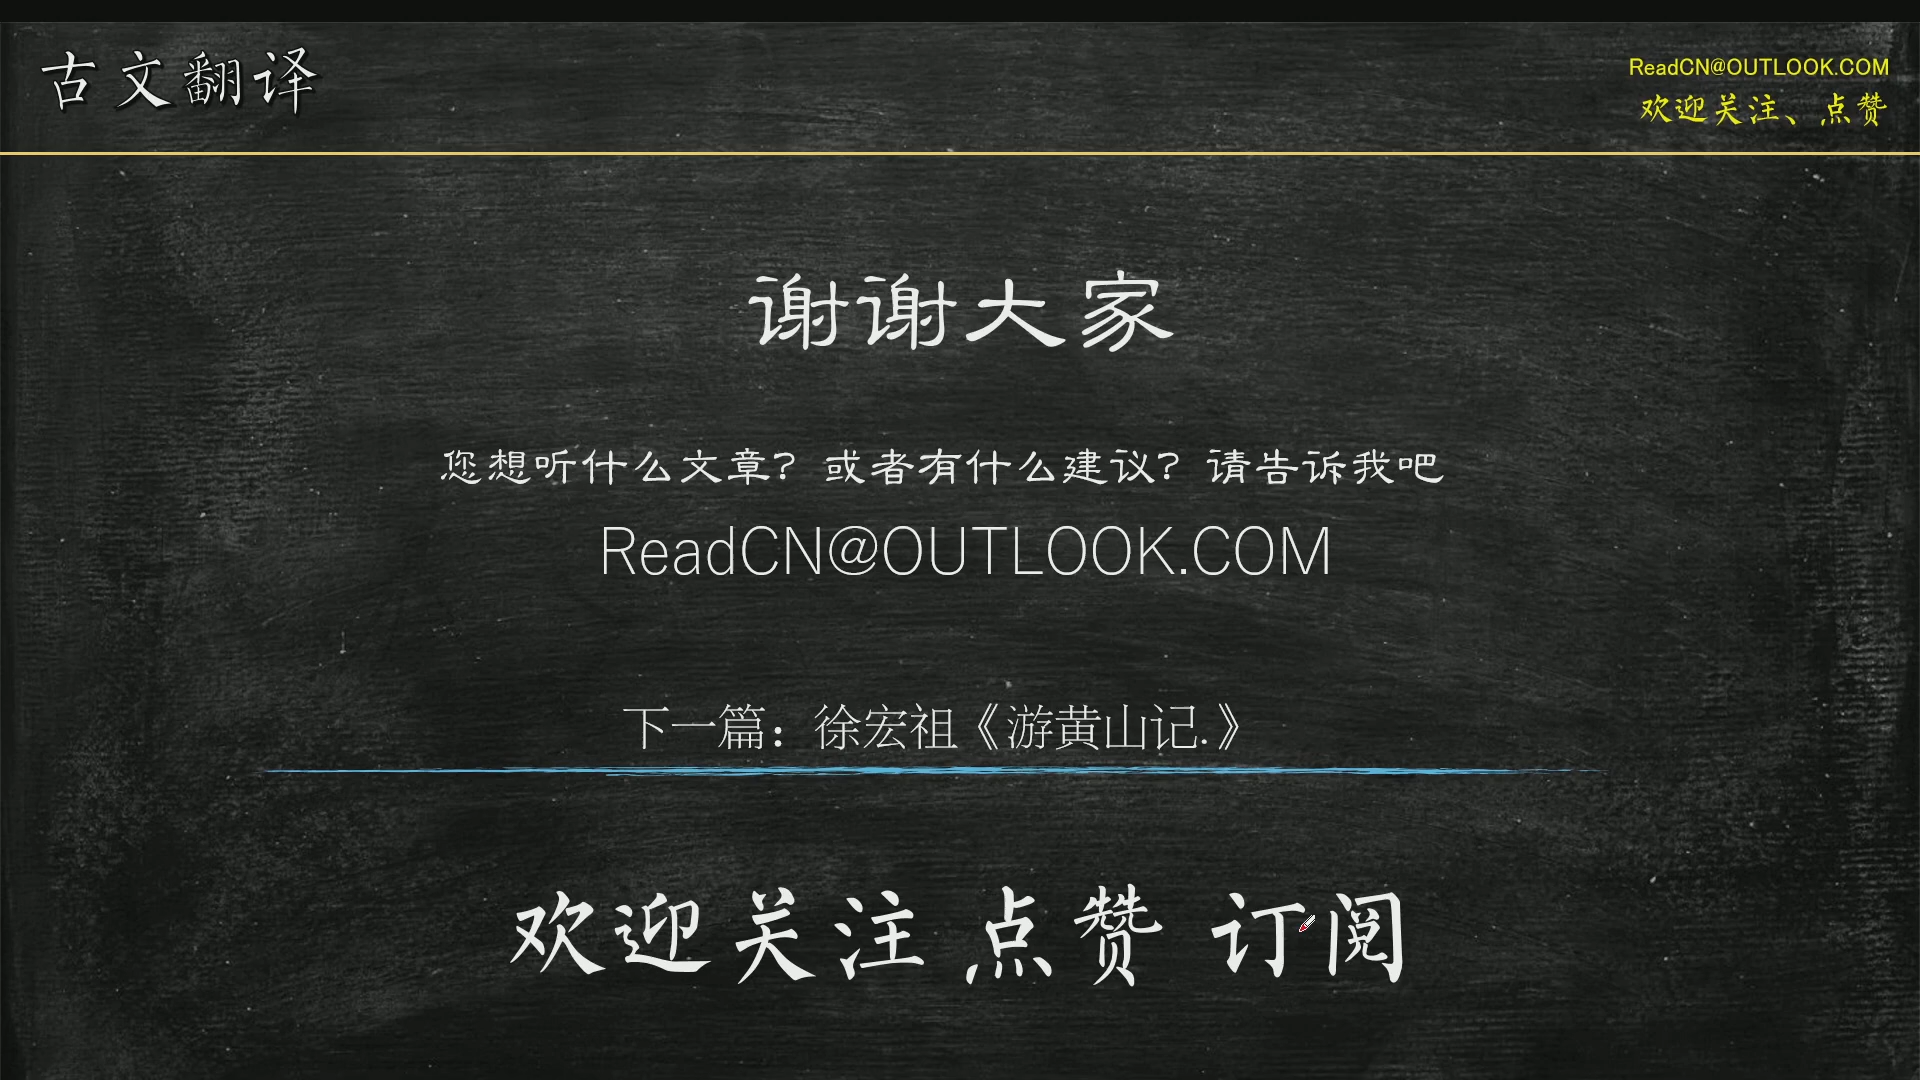 古文翻译
ReadCN@OUTLOOK.COM
欢迎关注、点赞
谢谢大家
您想听什么文章？或者有什么建议？请告诉我吧
ReadCN@OUTLOOK.COM
下一篇：徐宏祖《游黄山记.》
欢迎关注 点赞 订阅